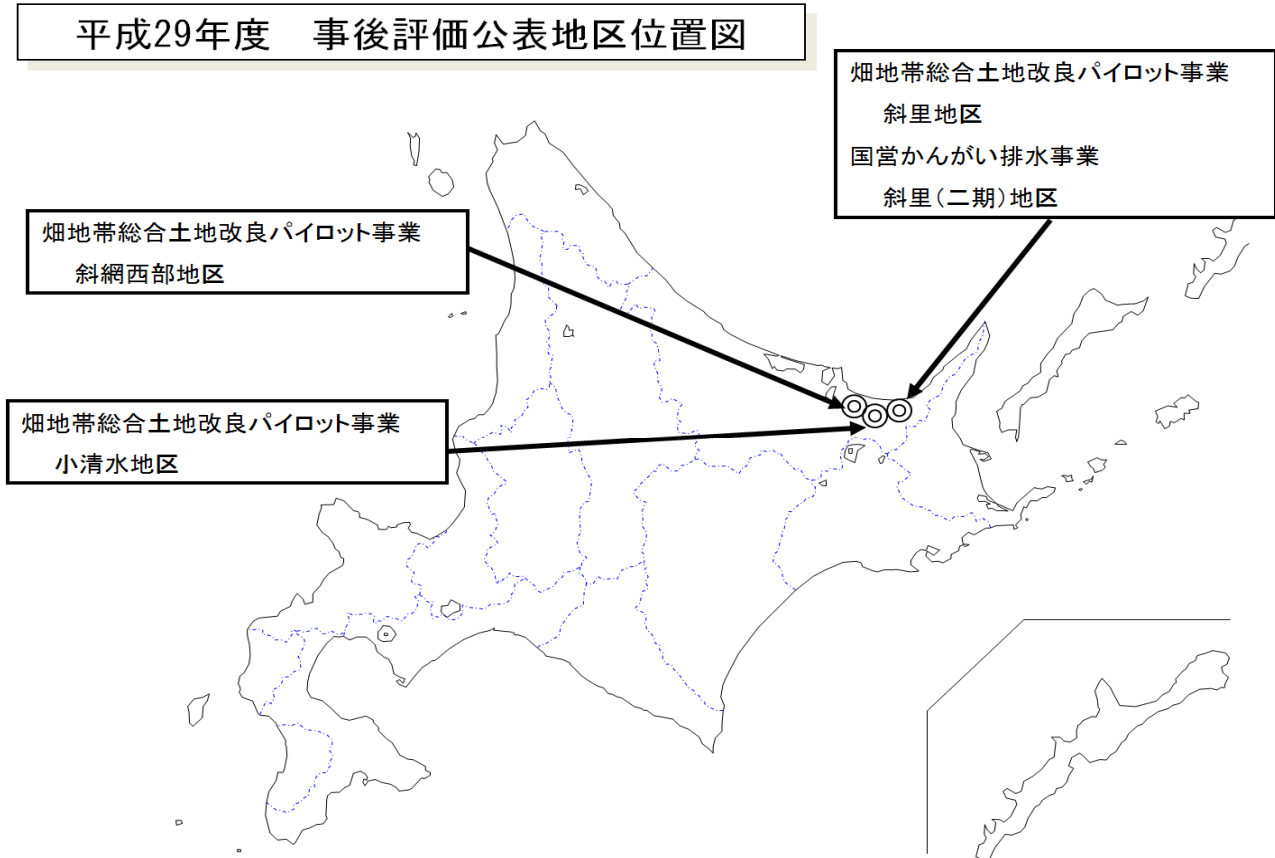 平成29年度　事後評価公表地区位置図
畑地帯総合土地改良パイロット事業
斜里地区
国営かんがい排水事業
斜里(二期)地区
畑地帯総合土地改良パイロット事業
斜網西部地区
畑地帯総合土地改良パイロット事業
小清水地区